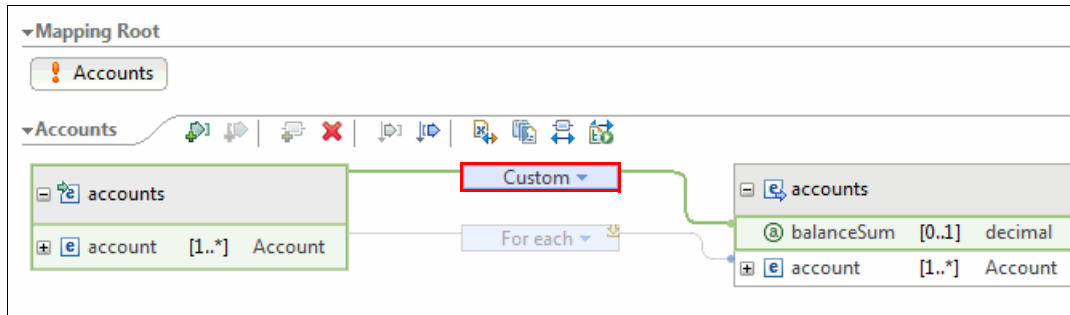 Mapping Root
Accounts
Accounts
accounts
Custom
accounts
balanceSum [0..1] decimal
account [1..*] Account
For each
account [1..*] Account